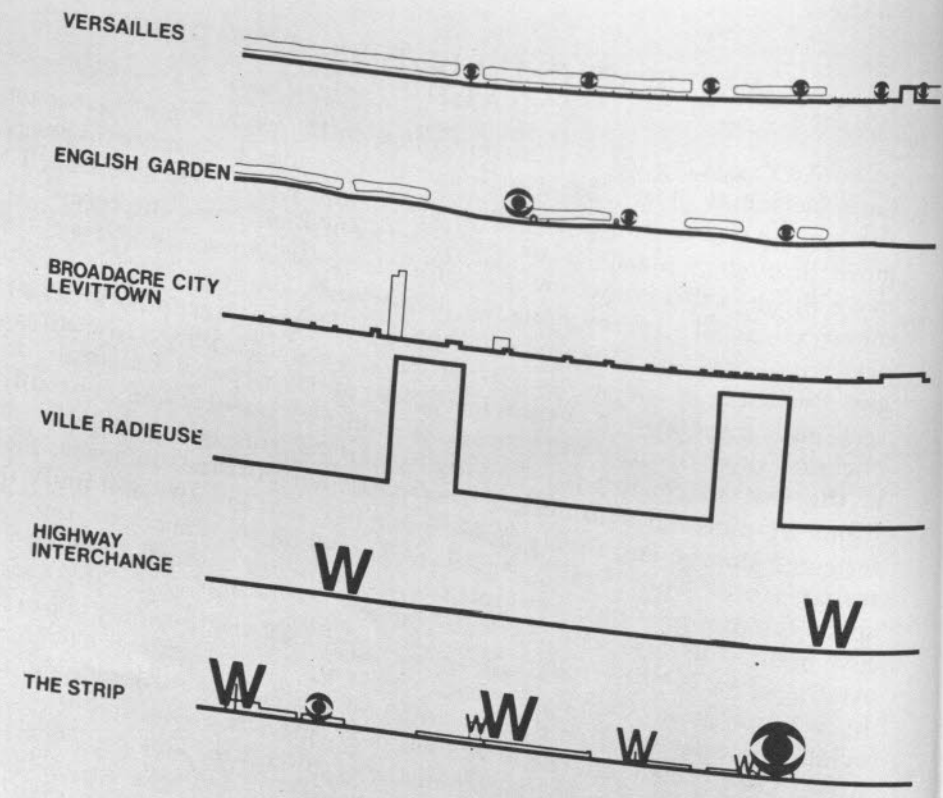 VERSAILLES
ENGLISH GARDEN
BROADACRE CITY
LEVITTOWN
VILLE RADIEUSE
HIGHWAY
INTERCHANGE
W
W
THE STRIP
W
W
W
W
W